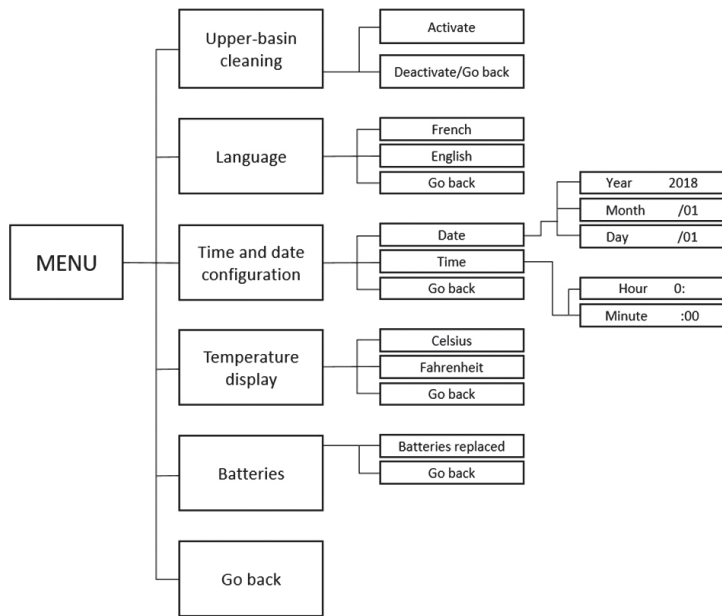 MENU
Upper-basin
cleaning
Activate
Deactivate/Go back
Language
French
English
Go back
Time and date
configuration
Date
Year 2018
Month /01
Day /01
Time
Hour 0:
Minute :00
Go back
Temperature
display
Celsius
Fahrenheit
Go back
Batteries
Batteries replaced
Go back
Go back